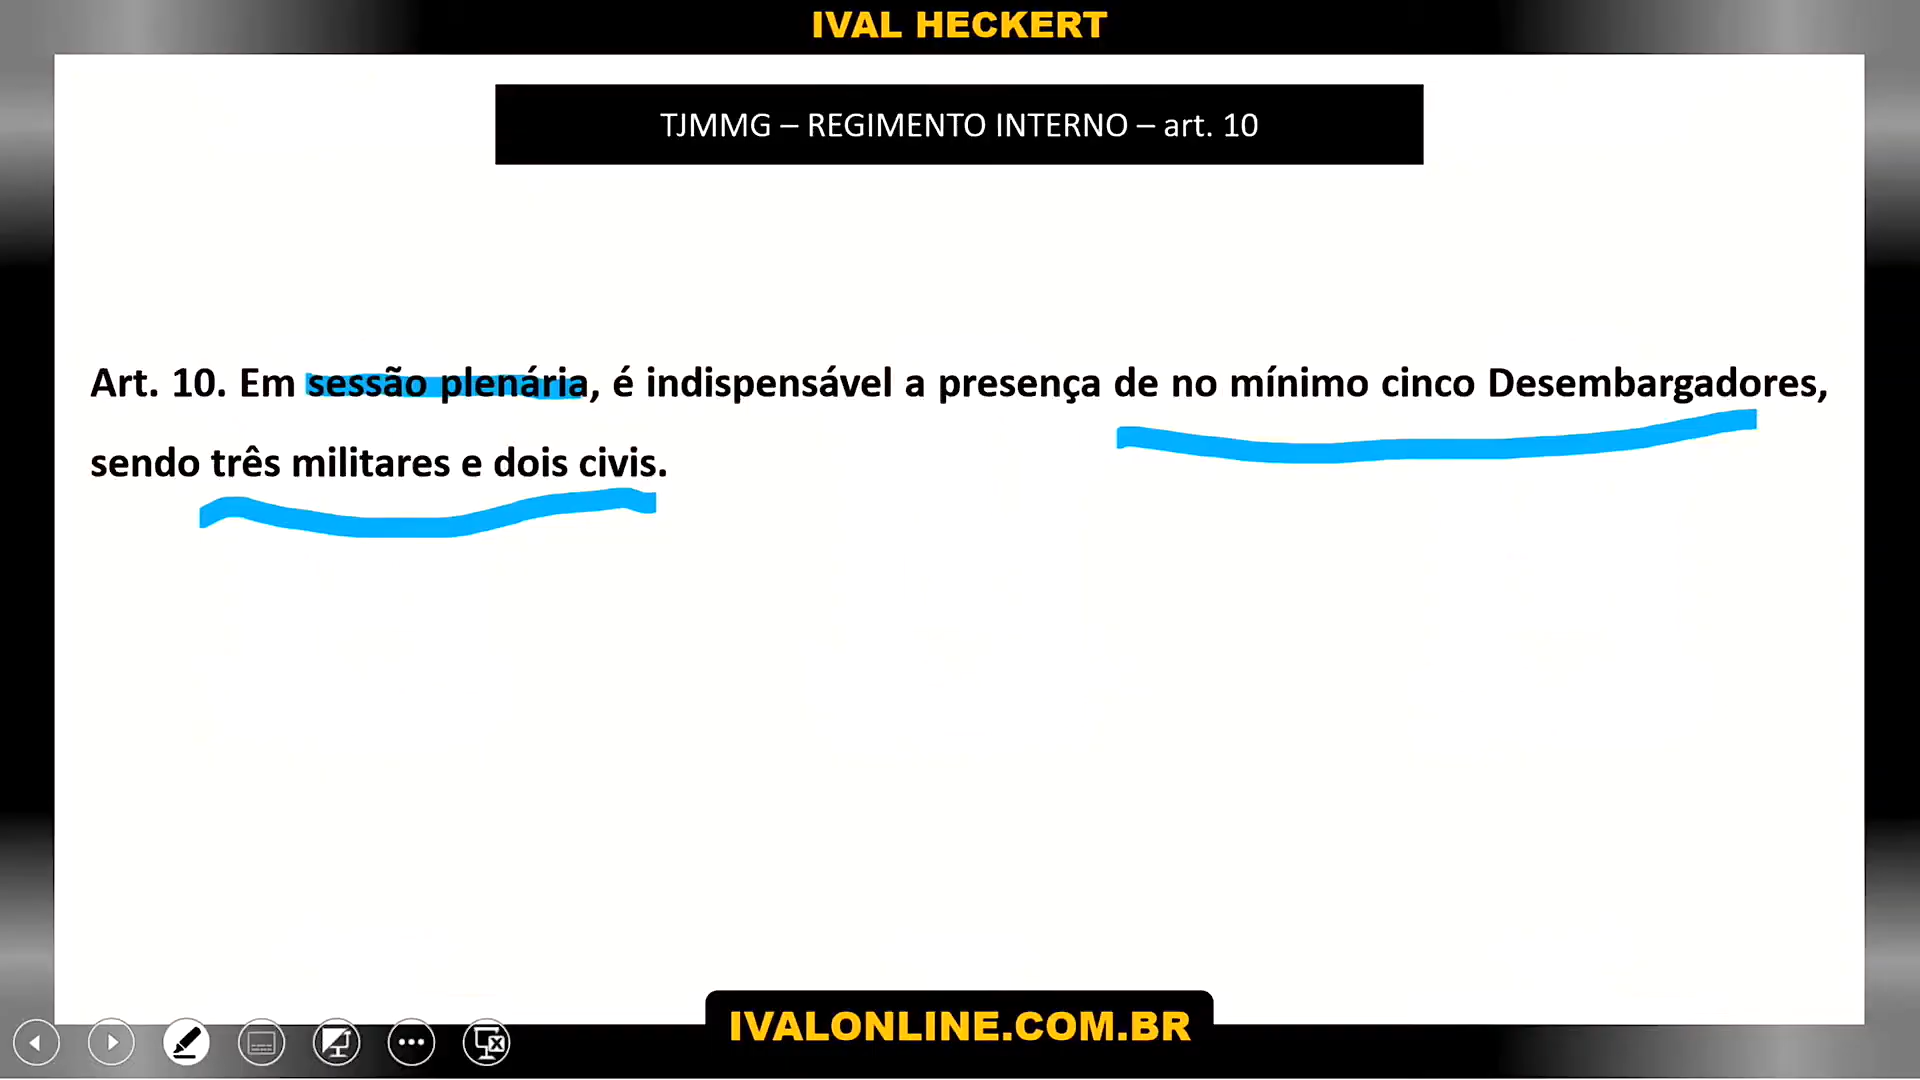 IVAL HECKERT
TJMMG – REGIMENTO INTERNO – art. 10
Art. 10. Em sessão plenária, é indispensável a presença de no mínimo cinco Desembargadores,
sendo três militares e dois civis.
IVALONLINE.COM.BR